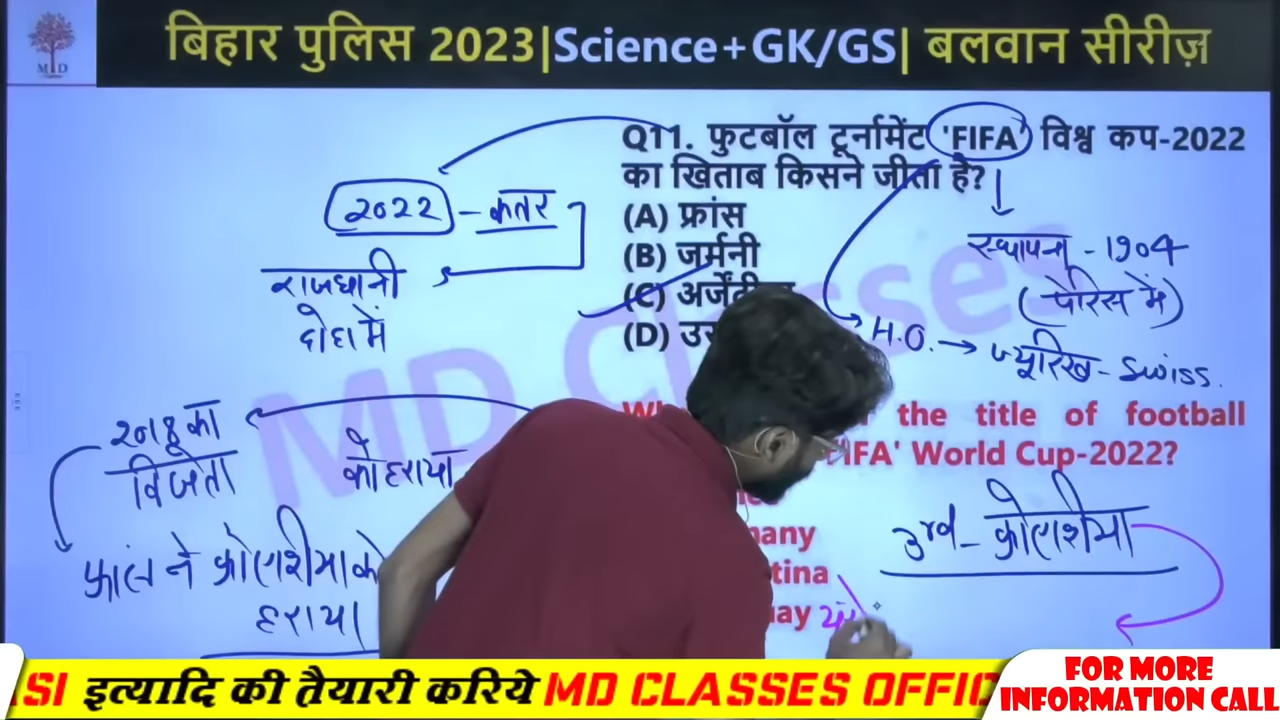 MD
बिहार पुलिस 2023|Science+GK/GS| बलवान सीरीज़
Q11. फुटबॉल टूर्नामेंट 'FIFA' विश्व कप-2022
का खिताब किसने जीता है?
(A) फ्रांस
(B) जर्मनी
(C) अर्जेंटी
(D) उर
2022 - कतर
राजधानी
दोहा में
स्थापना - 1904
(पेरिस में)
H.O. → ज्यूरिख - Swiss.
2018 का
विजेता
को हराया
फ्रांस ने क्रोएशीया को
हराया
MD Classes
the title of football
FIFA' World Cup-2022?
many
tina
ay
3rd - क्रोएशीया
SI इत्यादि की तैयारी करिये MD CLASSES OFFIC
FOR MORE
INFORMATION CALL